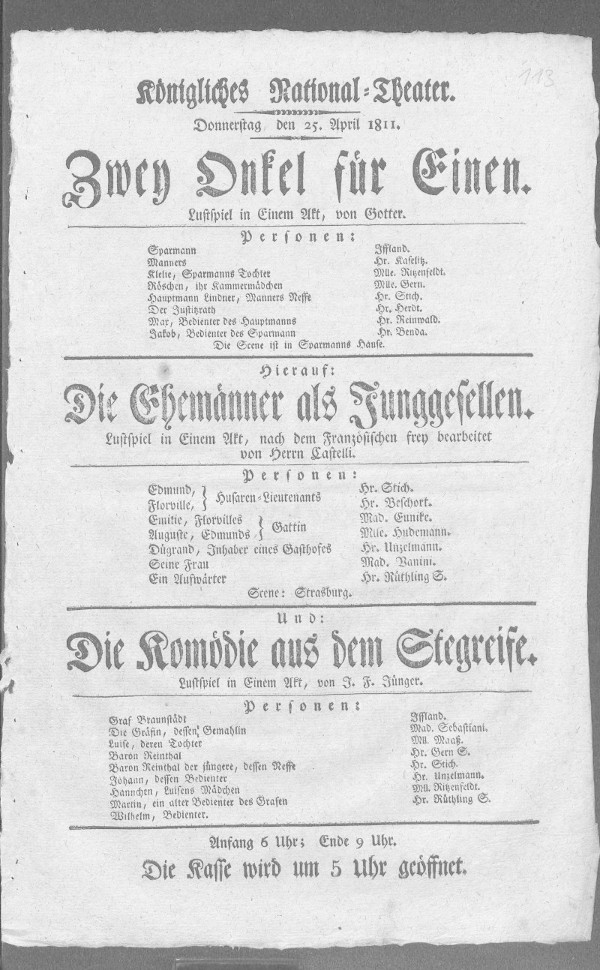 113
Königliches National-Theater.
Donnerstag den 25. April 1811.
Zwey Onkel für Einen.
Lustspiel in Einem Akt, von Gotter.
Personen:
Sparmann Iffland.
Manners Hr. Kaselitz.
Klelie, Sparmanns Tochter Mlle. Ritzenfeldt.
Röschen, ihr Kammermädchen Mlle. Gern.
Hauptmann Lindner, Manners Neffe Hr. Stich.
Der Justitzrath Hr. Herdt.
Max, Bedienter des Hauptmanns Hr. Reinwald.
Jakob, Bedienter des Sparmann Hr. Benda.
Die Scene ist in Sparmanns Hause.
Hierauf:
Die Ehemänner als Junggesellen.
Lustspiel in Einem Akt, nach dem Französischen frey bearbeitet
von Herrn Castelli.
Personen:
Edmund, Hr. Stich.
Husaren-Lieutenants
Florville, Hr. Beschort.
Emilie, Florvilles Mad. Eunike.
Gattin
Auguste, Edmunds Mlle. Hudemann.
Dügrand, Inhaber eines Gasthofes Hr. Unzelmann.
Seine Frau Mad. Vanini.
Ein Aufwärter Hr. Rüthling S.
Scene: Strasburg.
Und:
Die Komödie aus dem Stegreife.
Lustspiel in Einem Akt, von J. F. Jünger.
Personen:
Graf Braunstädt Iffland.
Die Gräfin, dessen Gemahlin Mad. Sebastiani.
Luise, deren Tochter Mll. Maaß.
Baron Reinthal Hr. Gern S.
Baron Reinthal der jüngere, dessen Neffe Hr. Stich.
Johann, dessen Bedienter Hr. Unzelmann.
Hannchen, Luisens Mädchen Mll. Ritzenfeldt.
Martin, ein alter Bedienter des Grafen Hr. Rüthling S.
Wilhelm, Bedienter.
Anfang 6 Uhr; Ende 9 Uhr.
Die Kasse wird um 5 Uhr geöffnet.